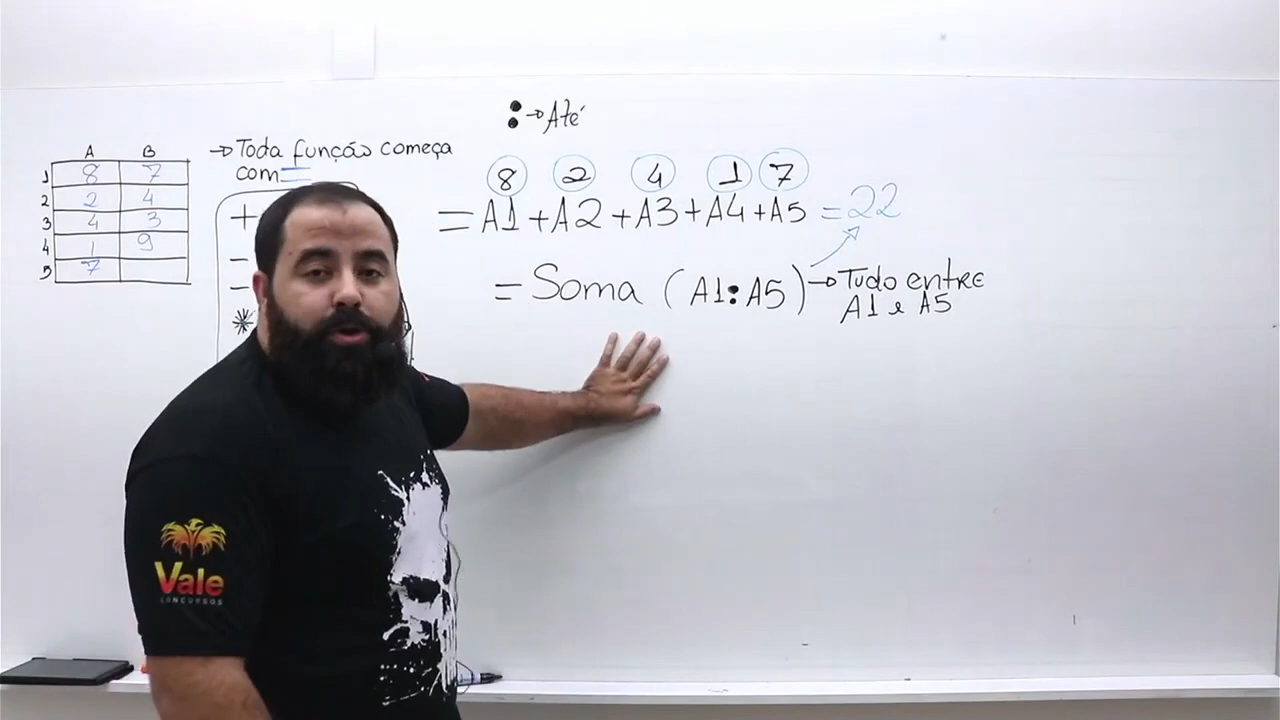 : → Até
→ Toda função começa
com =
A B
1 8 7
2 2 4
3 4 3
4 1 9
5 7
+
-
*
8 2 4 1 7
=A1+A2+A3+A4+A5 =22
= Soma (A1:A5) → Tudo entre
A1 e A5
Vale
CONCURSOS